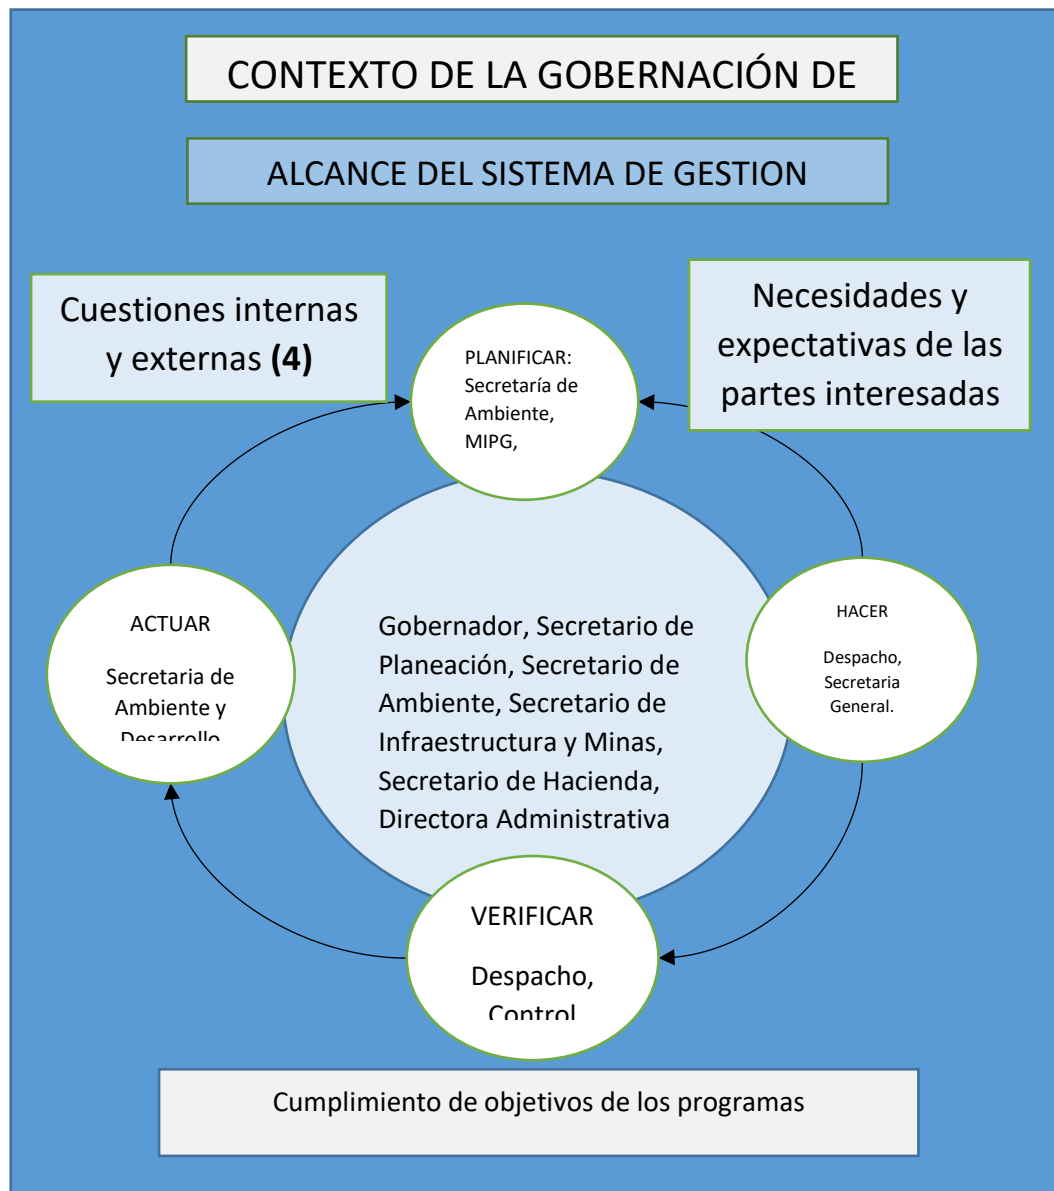 CONTEXTO DE LA GOBERNACIÓN DE
ALCANCE DEL SISTEMA DE GESTION
Cuestiones internas
y externas (4)
Necesidades y
expectativas de las
partes interesadas
PLANIFICAR:
Secretaría de
Ambiente,
MIPG,
ACTUAR
Secretaria de
Ambiente y
Desarrollo
HACER
Despacho,
Secretaria
General.
Gobernador, Secretario de
Planeación, Secretario de
Ambiente, Secretario de
Infraestructura y Minas,
Secretario de Hacienda,
Directora Administrativa
VERIFICAR
Despacho,
Control
Cumplimiento de objetivos de los programas